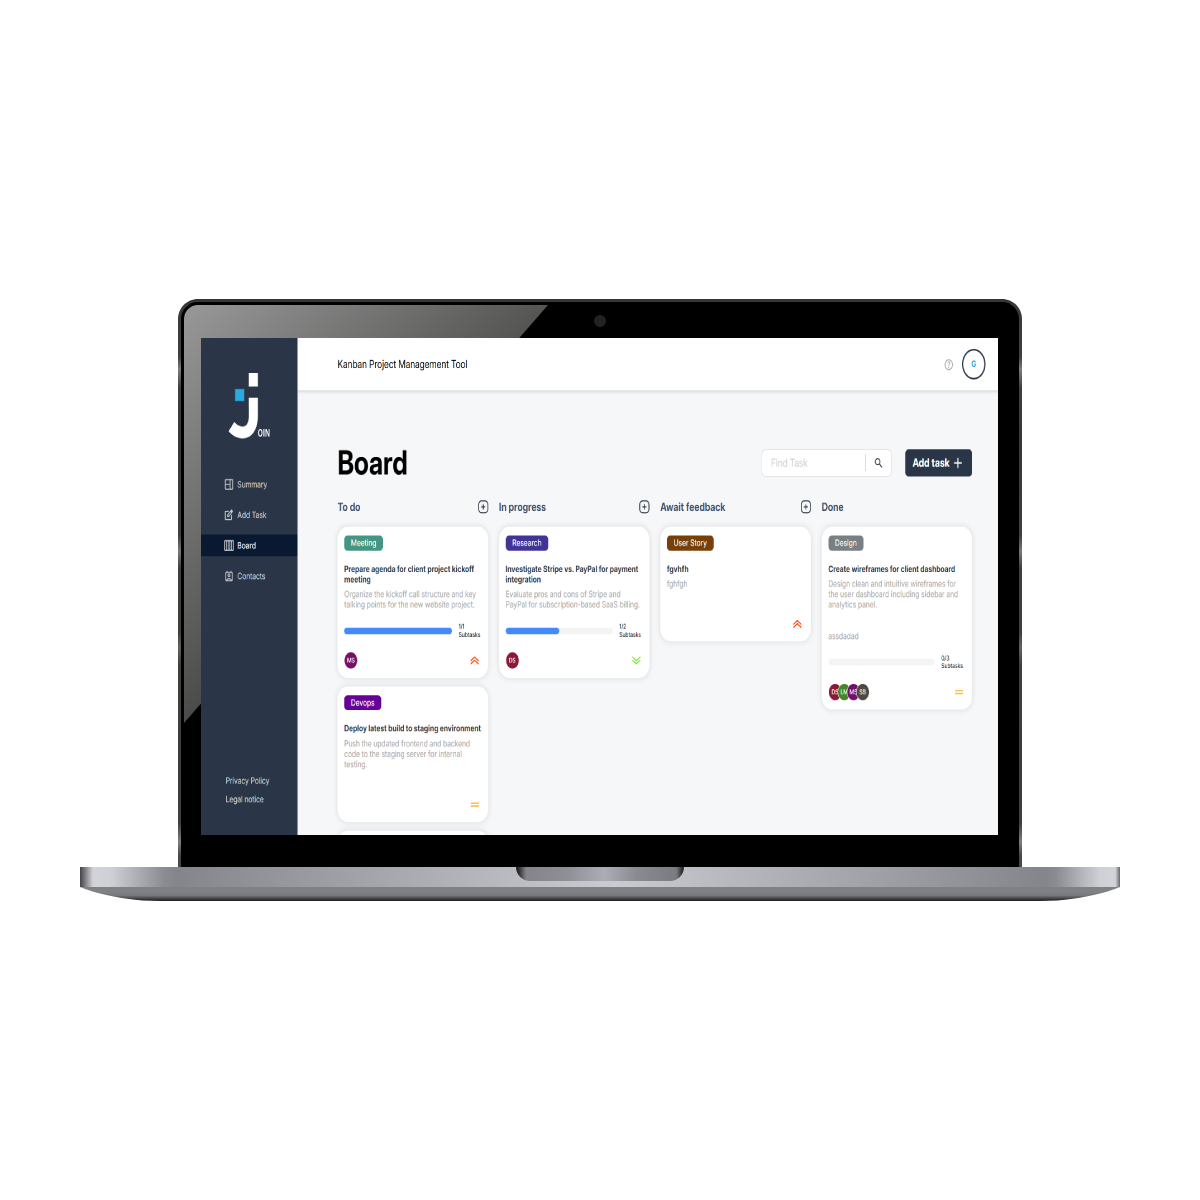 Kanban Project Management Tool
G
OIN
Summary
Add Task
Board
Contacts
Privacy Policy
Legal notice
Board
Find Task
Add task
To do
In progress
Await feedback
Done
Meeting
Prepare agenda for client project kickoff
meeting
Organize the kickoff call structure and key
talking points for the new website project.
1/1
Subtasks
MS
Devops
Deploy latest build to staging environment
Push the updated frontend and backend
code to the staging server for internal
testing.
Research
Investigate Stripe vs. PayPal for payment
integration
Evaluate pros and cons of Stripe and
PayPal for subscription-based SaaS billing.
1/2
Subtasks
DS
User Story
fgvhfh
fghfgh
Design
Create wireframes for client dashboard
Design clean and intuitive wireframes for
the user dashboard including sidebar and
analytics panel.
assdadad
0/3
Subtasks
DS LM MS SB